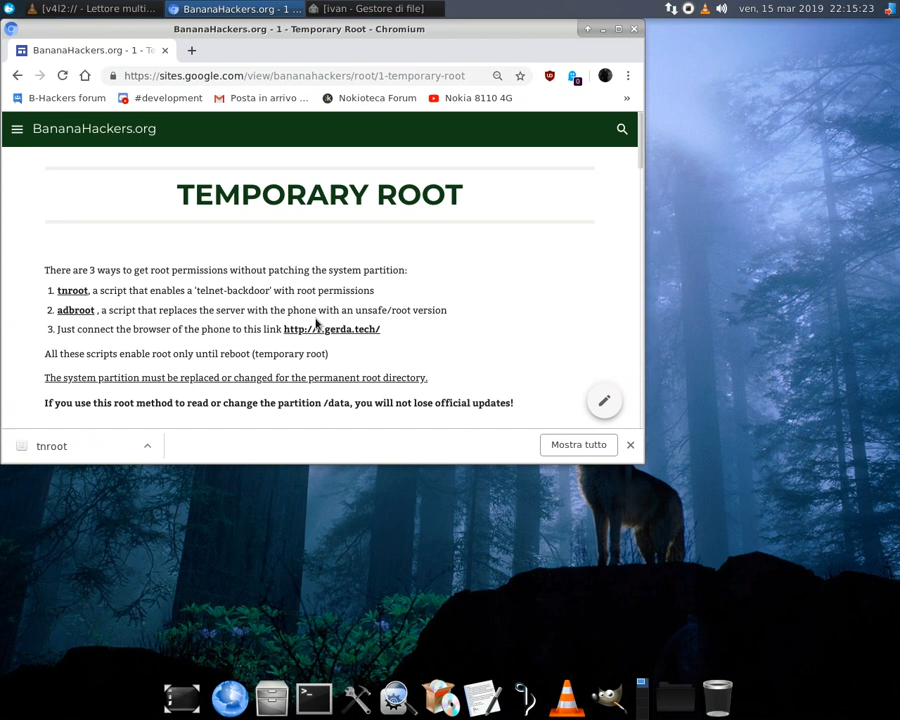 [v4l2:// - Lettore multi...
BananaHackers.org - 1 ...
[ivan - Gestore di file]
ven, 15 mar 2019 22:15:23
BananaHackers.org - 1 - Temporary Root - Chromium
BananaHackers.org - 1 - Te
https://sites.google.com/view/bananahackers/root/1-temporary-root
0
B-Hackers forum
#development
Posta in arrivo ...
Nokioteca Forum
Nokia 8110 4G
»
BananaHackers.org
TEMPORARY ROOT
There are 3 ways to get root permissions without patching the system partition:
1. tnroot, a script that enables a 'telnet-backdoor' with root permissions
2. adbroot , a script that replaces the server with the phone with an unsafe/root version
3. Just connect the browser of the phone to this link gerda.tech/
All these scripts enable root only until reboot (temporary root)
The system partition must be replaced or changed for the permanent root directory.
If you use this root method to read or change the partition /data, you will not lose official updates!
tnroot
Mostra tutto